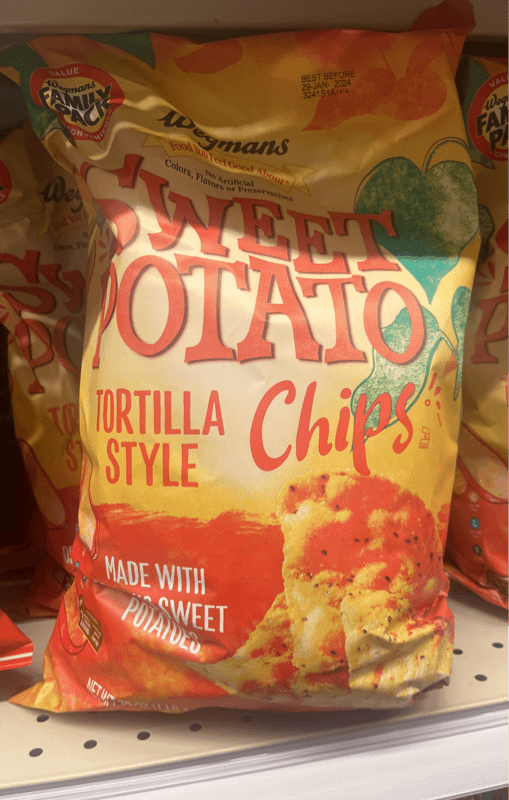 VALUE
Wegmans
FAMILY
PACK
BEST BEFORE
29-JAN- 2024
Wegmans
Food You Feel Good About
No Artificial
Colors, Flavors or Preservatives
SWEET
POTATO
TORTILLA
STYLE
Chips
MADE WITH
SWEET
POTATOES